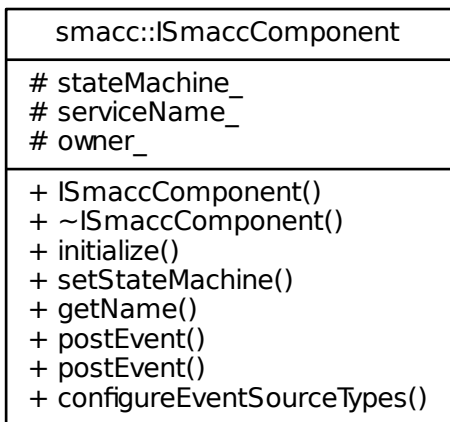 smacc::ISmaccComponent
# stateMachine_
# serviceName_
# owner_
+ ISmaccComponent()
+ ~ISmaccComponent()
+ initialize()
+ setStateMachine()
+ getName()
+ postEvent()
+ postEvent()
+ configureEventSourceTypes()